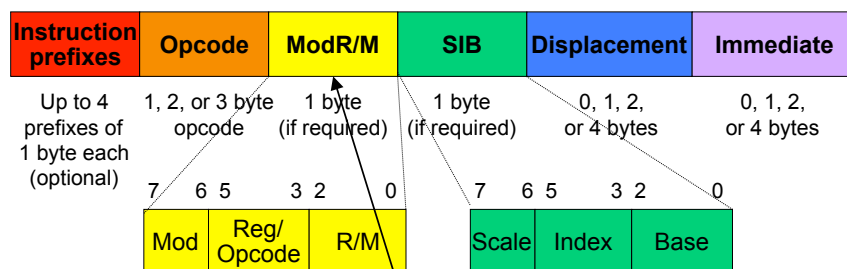 Instruction prefixes Opcode ModR/M SIB Displacement Immediate
Up to 4 prefixes of 1 byte each (optional)
1, 2, or 3 byte opcode
1 byte (if required)
1 byte (if required)
0, 1, 2, or 4 bytes
0, 1, 2, or 4 bytes
7 6 5 3 2 0
7 6 5 3 2 0
Mod Reg/Opcode R/M
Scale Index Base